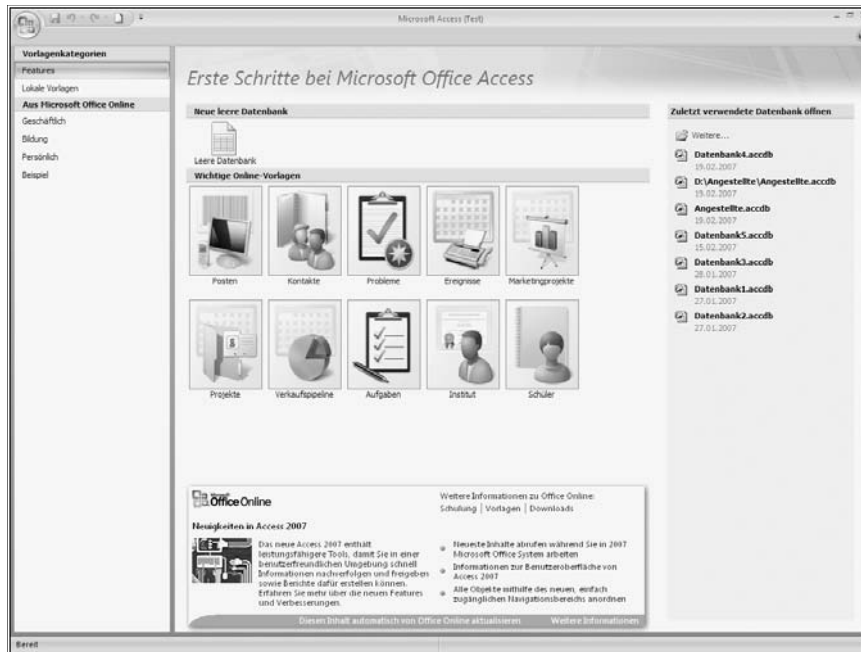 Microsoft Access (Test)
Vorlagenkategorien
Features
Lokale Vorlagen
Aus Microsoft Office Online
Geschäftlich
Bildung
Persönlich
Beispiel
Erste Schritte bei Microsoft Office Access
Neue leere Datenbank
Leere Datenbank
Wichtige Online-Vorlagen
Posten
Kontakte
Probleme
Ereignisse
Marketingprojekte
Projekte
Verkaufspipeline
Aufgaben
Institut
Schüler
Microsoft
Office Online
Neuigkeiten in Access 2007
Das neue Access 2007 enthält
leistungsfähigere Tools, damit Sie in einer
benutzerfreundlichen Umgebung schnell
Informationen nachverfolgen und freigeben
sowie Berichte dafür erstellen können.
Erfahren Sie mehr über die neuen Features
und Verbesserungen.
Weitere Informationen zu Office Online:
Schulung | Vorlagen | Downloads
Neueste Inhalte abrufen während Sie in 2007
Microsoft Office System arbeiten
Informationen zur Benutzeroberfläche von
Access 2007
Alle Objekte mithilfe des neuen, einfach
zugänglichen Navigationsbereichs anordnen
Diesen Inhalt automatisch von Office Online aktualisieren
Weitere Informationen
Zuletzt verwendete Datenbank öffnen
Weitere...
Datenbank4.accdb
19.02.2007
D:\Angestellte\Angestellte.accdb
19.02.2007
Angestellte.accdb
19.02.2007
Datenbank5.accdb
15.02.2007
Datenbank3.accdb
28.01.2007
Datenbank1.accdb
27.01.2007
Datenbank2.accdb
27.01.2007
Bereit